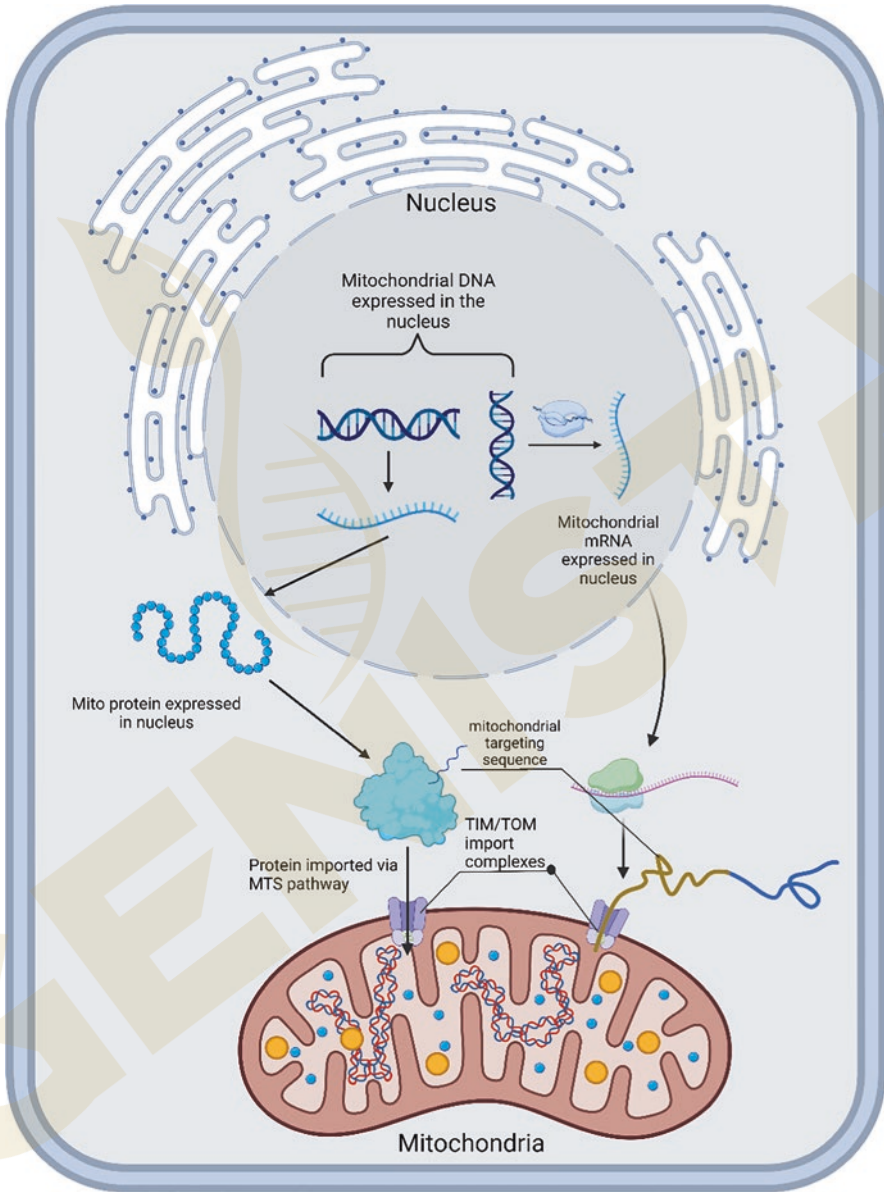 Nucleus
Mitochondrial DNA
expressed in the
nucleus
Mitochondrial
mRNA
expressed in
nucleus
Mito protein expressed
in nucleus
mitochondrial
targeting
sequence
TIM/TOM
import
complexes
Protein imported via
MTS pathway
Mitochondria